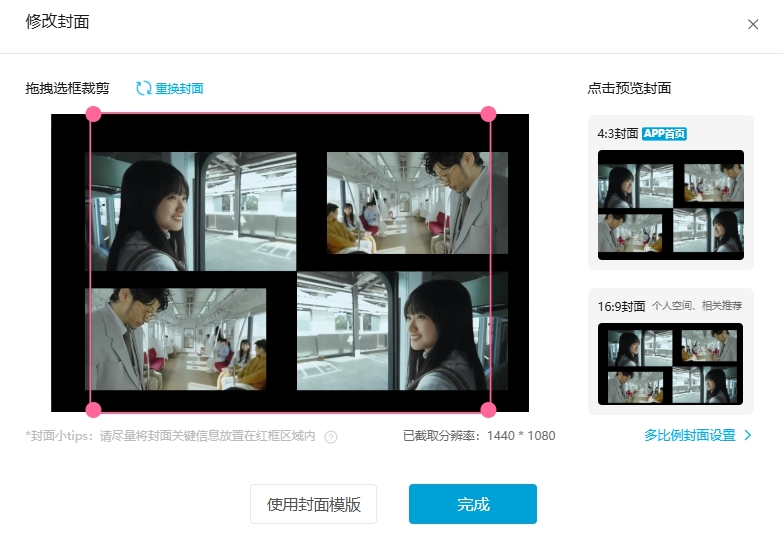 修改封面
拖拽选框裁剪 重换封面
点击预览封面
4:3封面 APP首页
16:9封面 个人空间、相关推荐
*封面小tips：请尽量将封面关键信息放置在红框区域内 ?
已截取分辨率：1440 * 1080
多比例封面设置 >
使用封面模版
完成